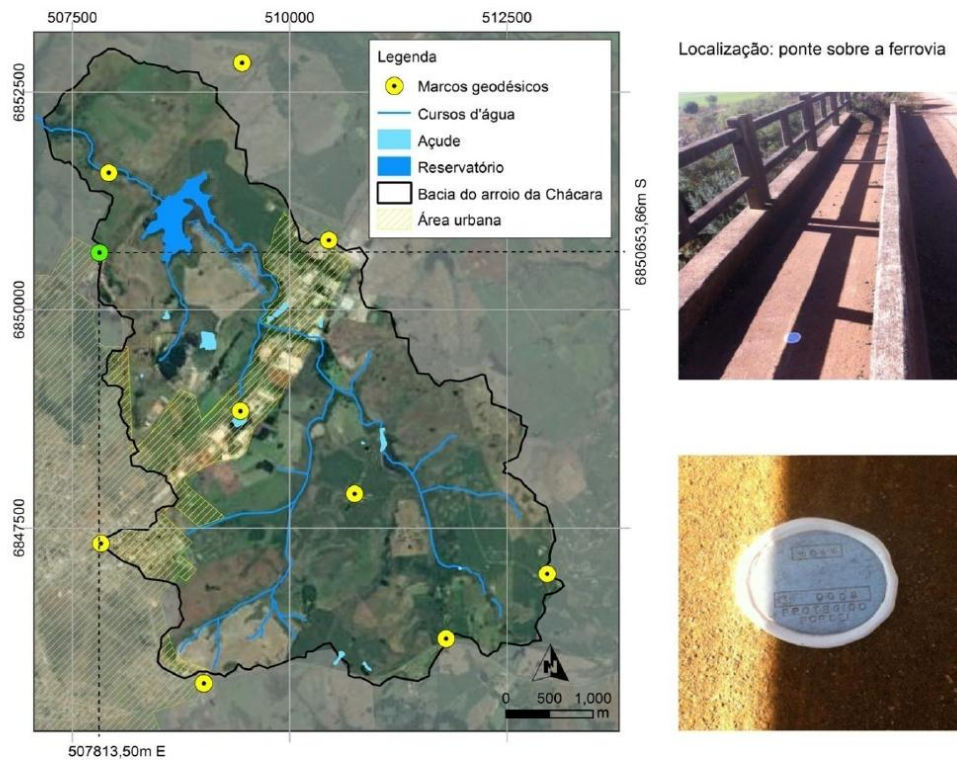 507500
510000
512500
Legenda
Marcos geodésicos
Cursos d'água
Açude
Reservatório
Bacia do arroio da Chácara
Área urbana
6852500
6850000
6847500
6850653,66m S
N
0 500 1,000
m
507813,50m E
Localização: ponte sobre a ferrovia